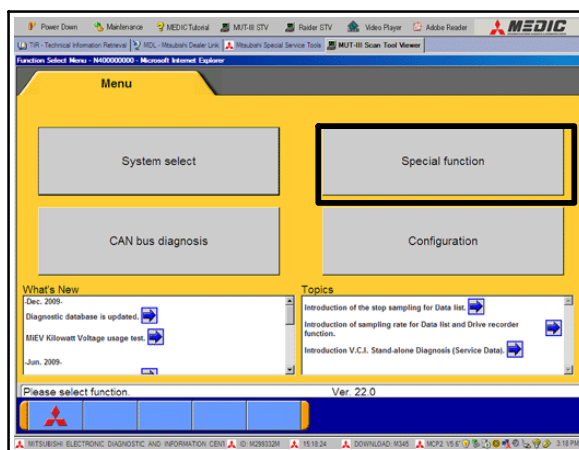 Power Down Maintenance MEDIC Tutorial MUT-III STV Raider STV Video Player Adobe Reader MEDIC
TIR - Technical Information Retrieval MDL - Mitsubishi Dealer Link Mitsubishi Special Service Tools MUT-III Scan Tool Viewer
Function Select Menu - N400000000 - Microsoft Internet Explorer
Menu
System select
Special function
CAN bus diagnosis
Configuration
What's New
-Dec. 2009-
Diagnostic database is updated.
MiEV Kilowatt Voltage usage test.
-Jun. 2009-
Topics
Introduction of the stop sampling for Data list.
Introduction of sampling rate for Data list and Drive recorder
function.
Introduction V.C.I. Stand-alone Diagnosis (Service Data).
Please select function.
Ver. 22.0
MITSUBISHI ELECTRONIC DIAGNOSTIC AND INFORMATION CENT ID: M299332M 15:18:24 DOWNLOAD: M345 MCP2 V5.6 3:18 PM